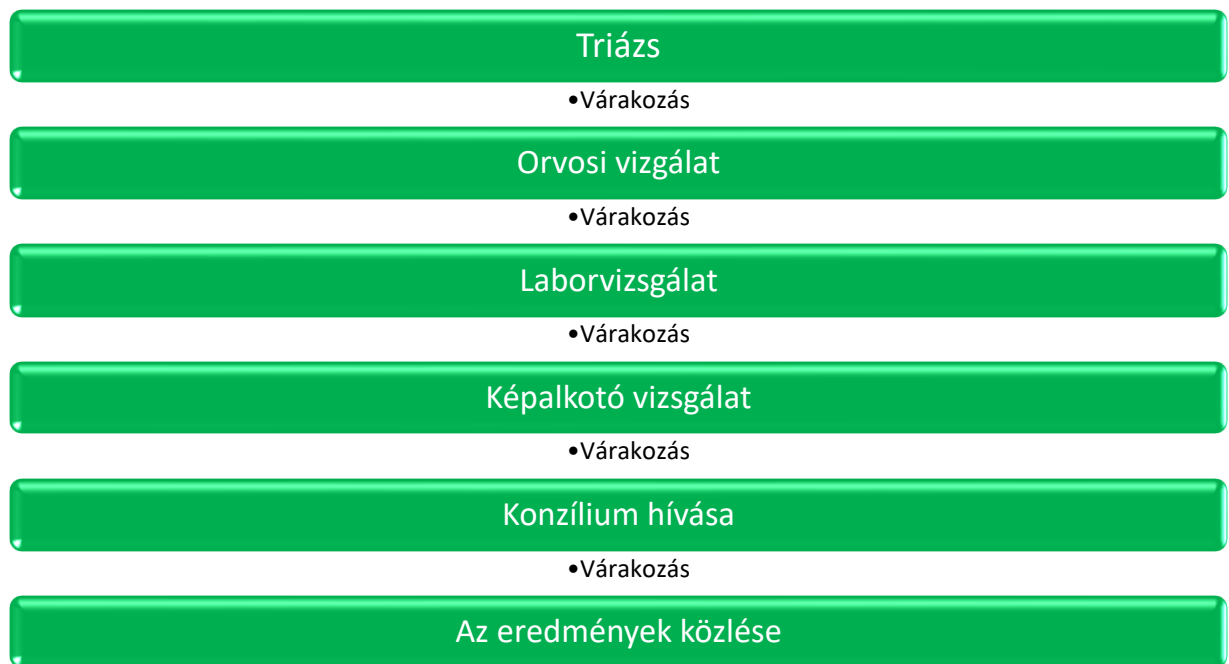 Triázs
•Várakozás
Orvosi vizgálat
•Várakozás
Laborvizsgálat
•Várakozás
Képalkotó vizsgálat
•Várakozás
Konzílium hívása
•Várakozás
Az eredmények közlése